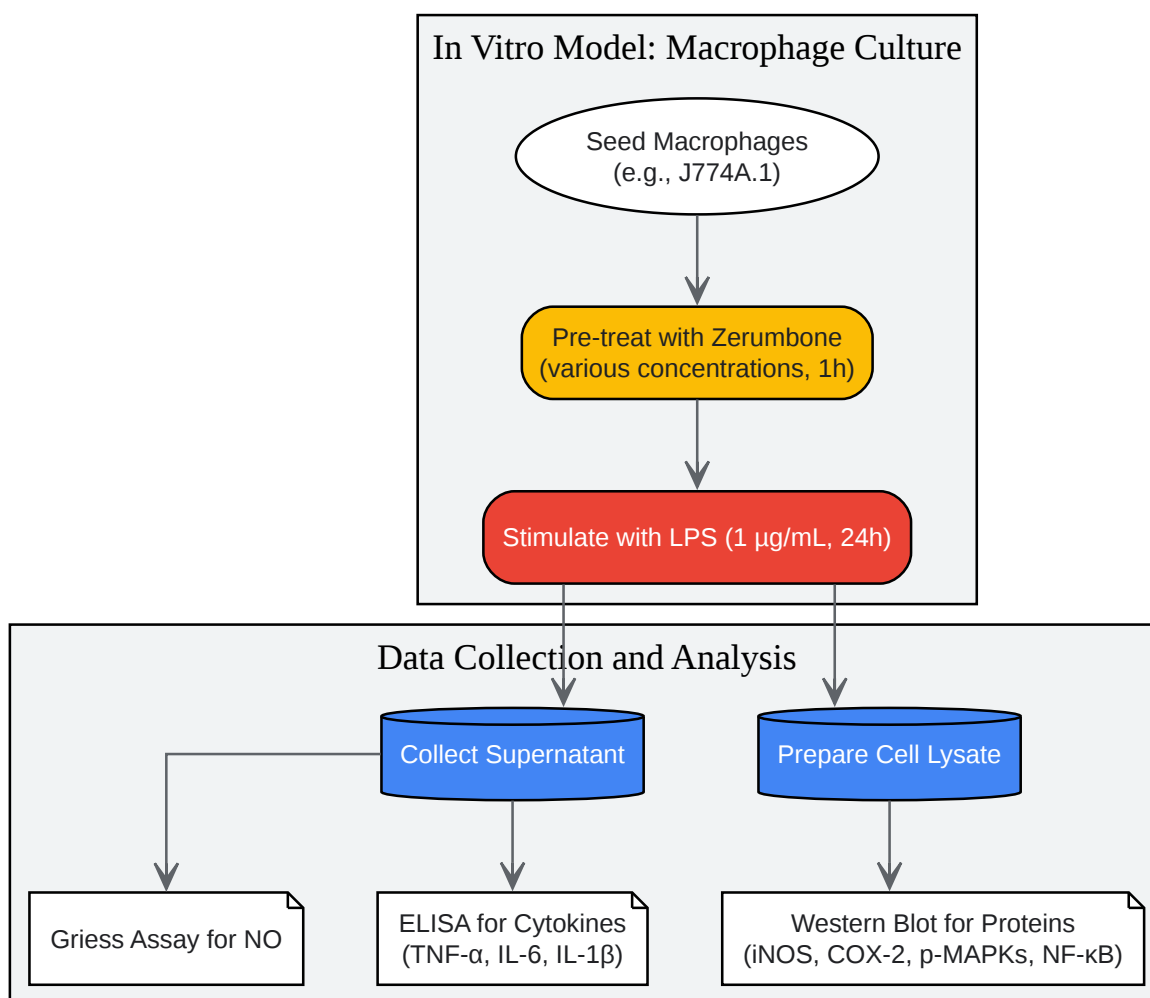 In Vitro Model: Macrophage Culture
Seed Macrophages
(e.g., J774A.1)
Pre-treat with Zerumbone
(various concentrations, 1h)
Stimulate with LPS (1 µg/mL, 24h)
Data Collection and Analysis
Collect Supernatant
Prepare Cell Lysate
Griess Assay for NO
ELISA for Cytokines
(TNF-α, IL-6, IL-1β)
Western Blot for Proteins
(iNOS, COX-2, p-MAPKs, NF-κB)